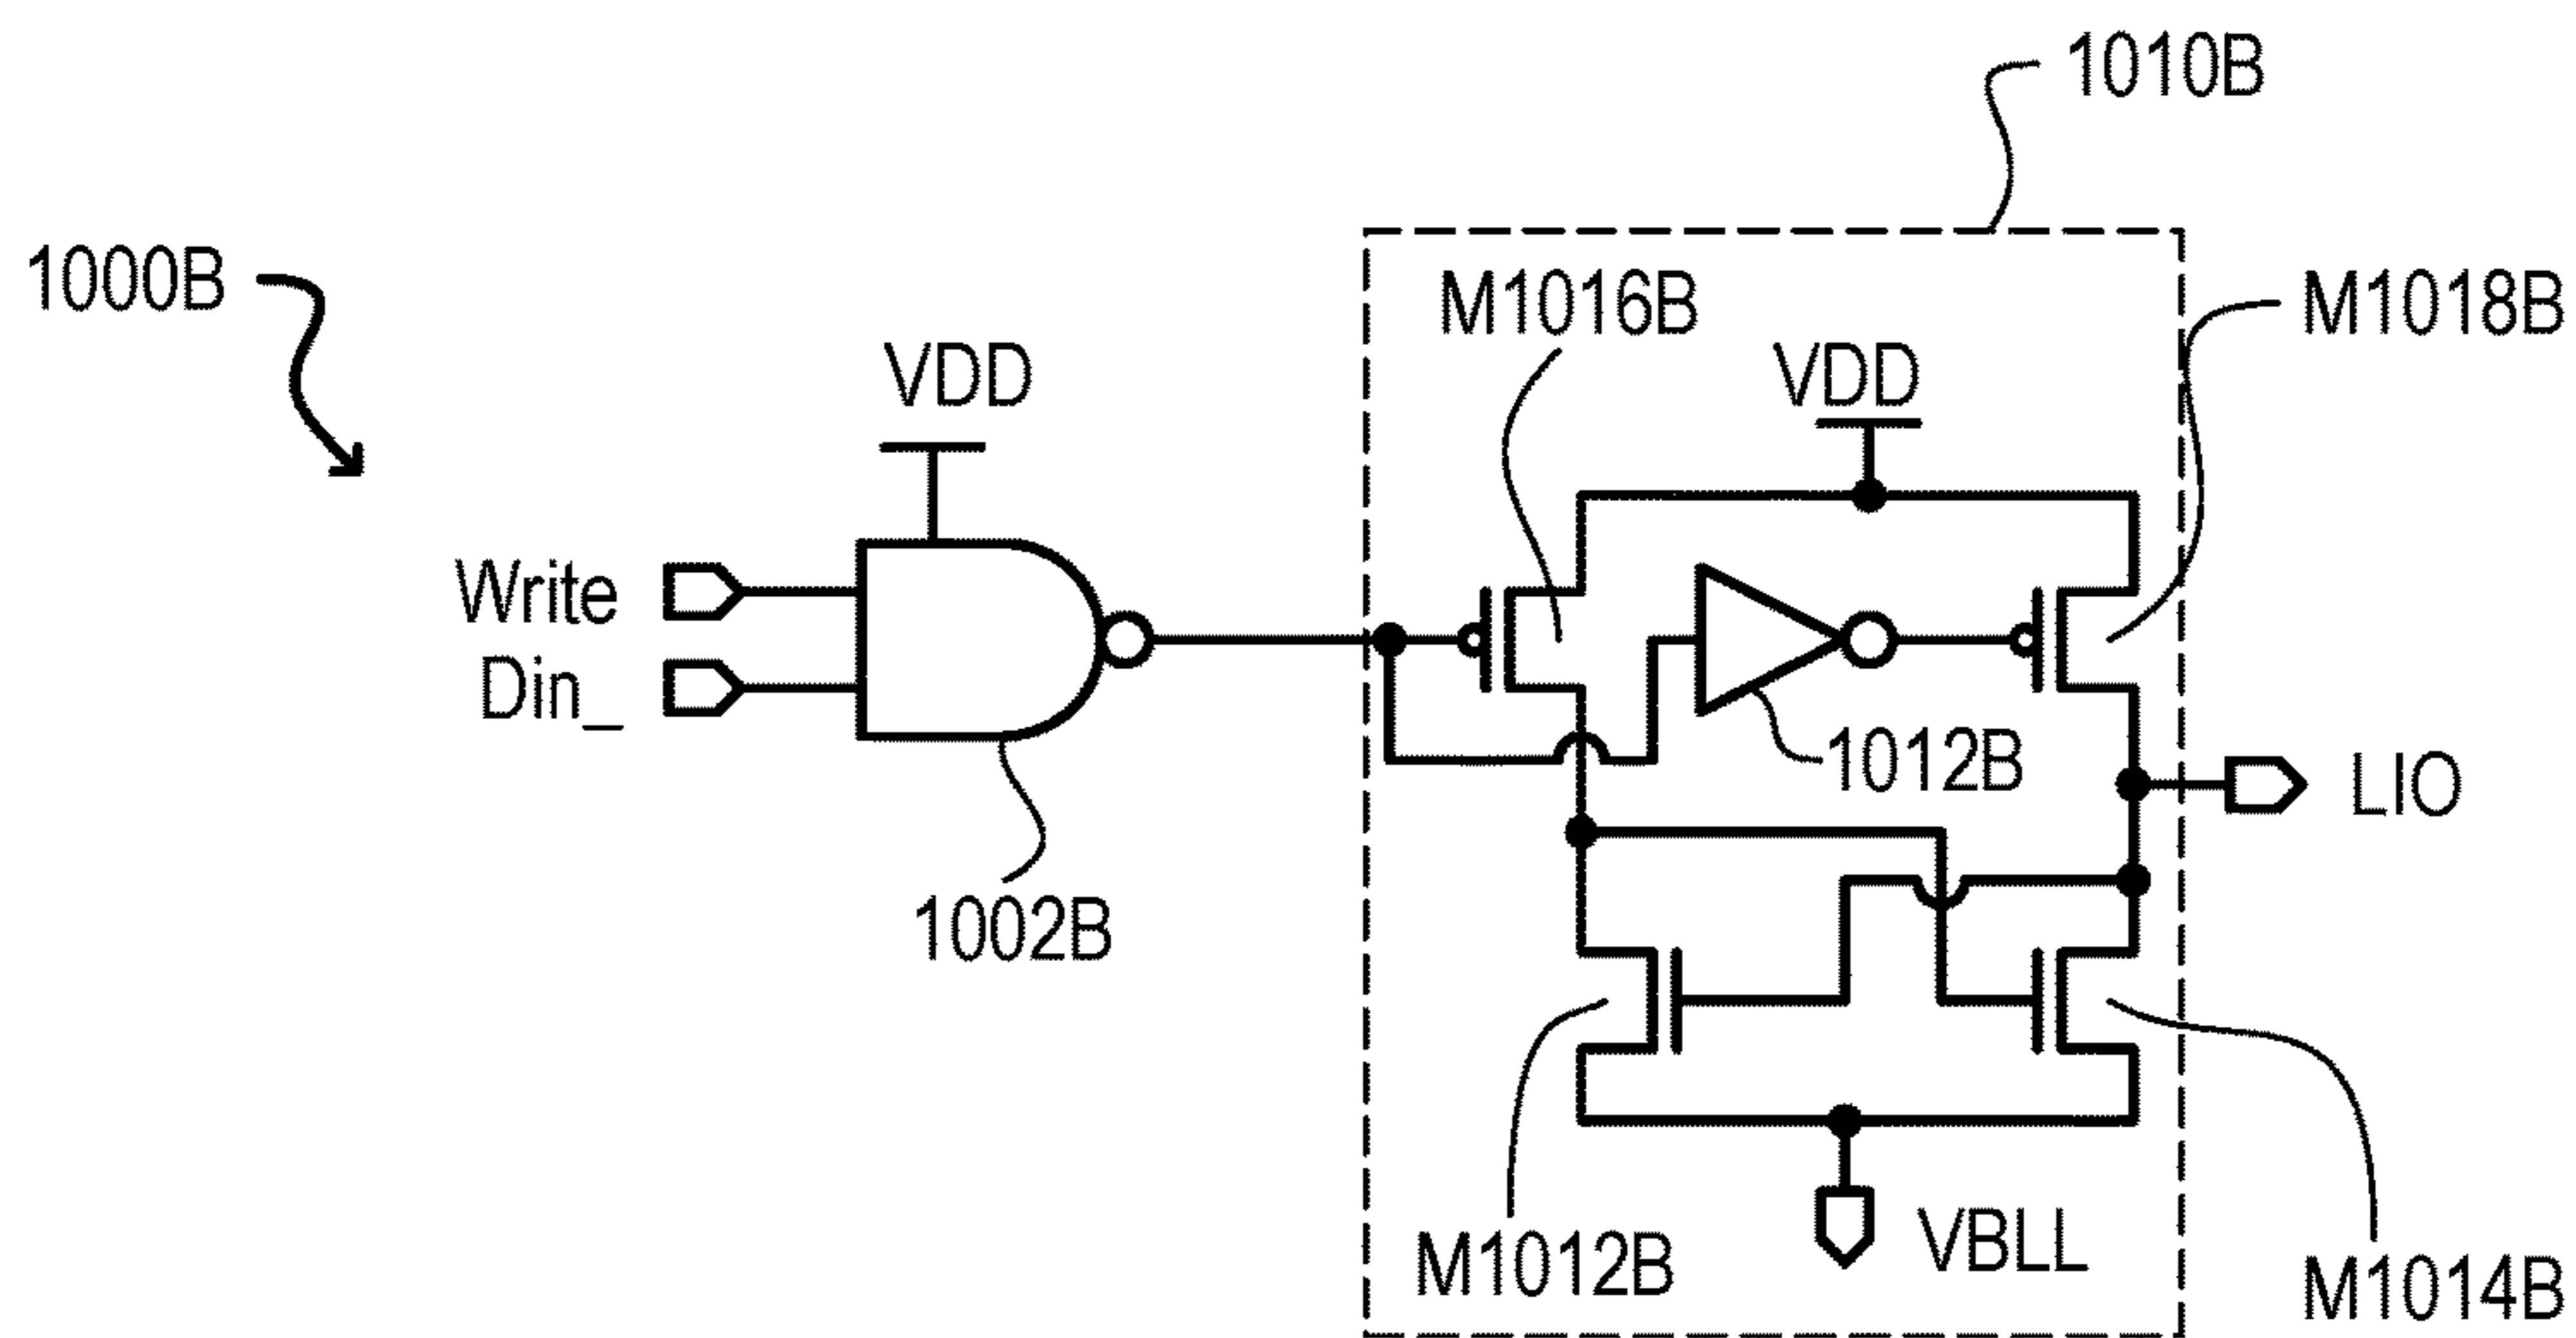 1010B
1000B
M1016B
M1018B
VDD
VDD
Write
Din_
1012B
LIO
1002B
M1012B
VBLL
M1014B